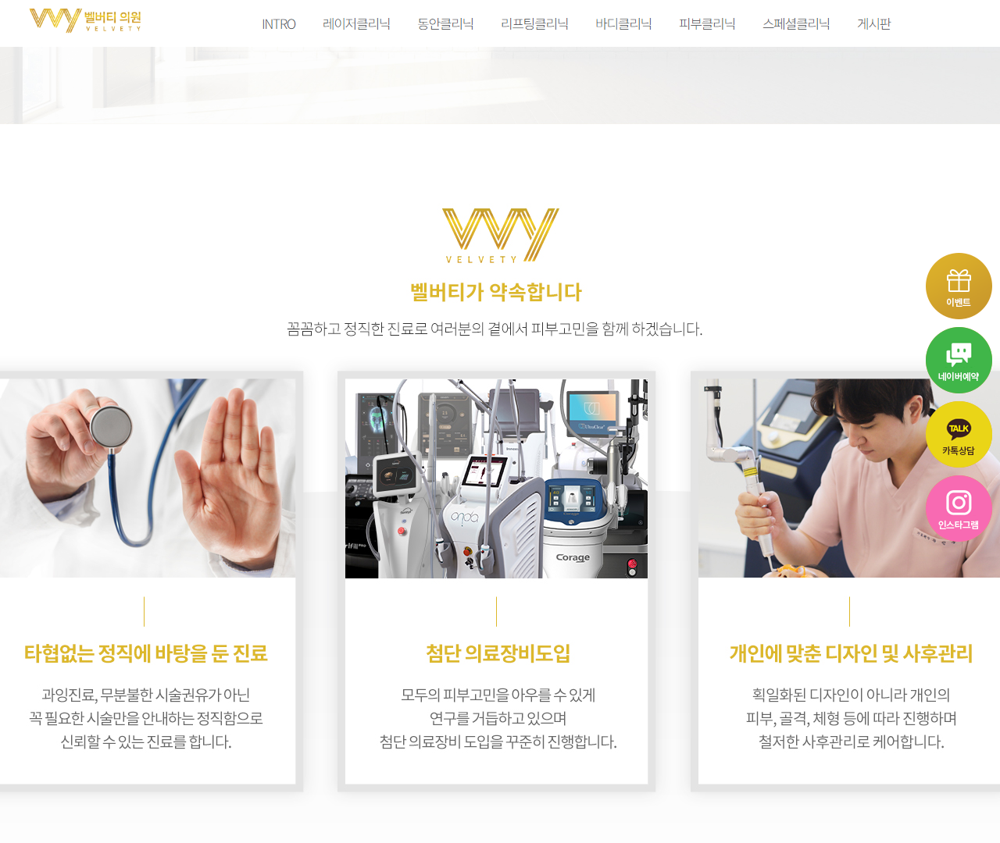 벨버티 의원
VELVETY
INTRO 레이저클리닉 동안클리닉 리프팅클리닉 바디클리닉 피부클리닉 스페셜클리닉 게시판
VELVETY
벨버티가 약속합니다
꼼꼼하고 정직한 진료로 여러분의 곁에서 피부고민을 함께 하겠습니다.
이벤트
네이버예약
TALK
카톡상담
인스타그램
UltraClear
onda
Corage
타협없는 정직에 바탕을 둔 진료
과잉진료, 무분불한 시술권유가 아닌
꼭 필요한 시술만을 안내하는 정직함으로
신뢰할 수 있는 진료를 합니다.
첨단 의료장비도입
모두의 피부고민을 아우를 수 있게
연구를 거듭하고 있으며
첨단 의료장비 도입을 꾸준히 진행합니다.
개인에 맞춘 디자인 및 사후관리
획일화된 디자인이 아니라 개인의
피부, 골격, 체형 등에 따라 진행하며
철저한 사후관리로 케어합니다.